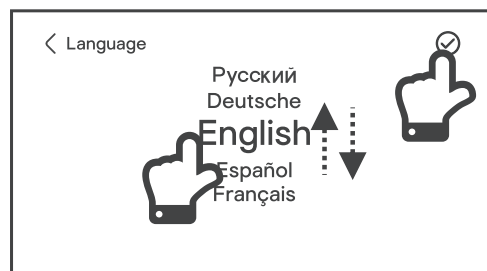 Language
Русский
Deutsche
English
Español
Français